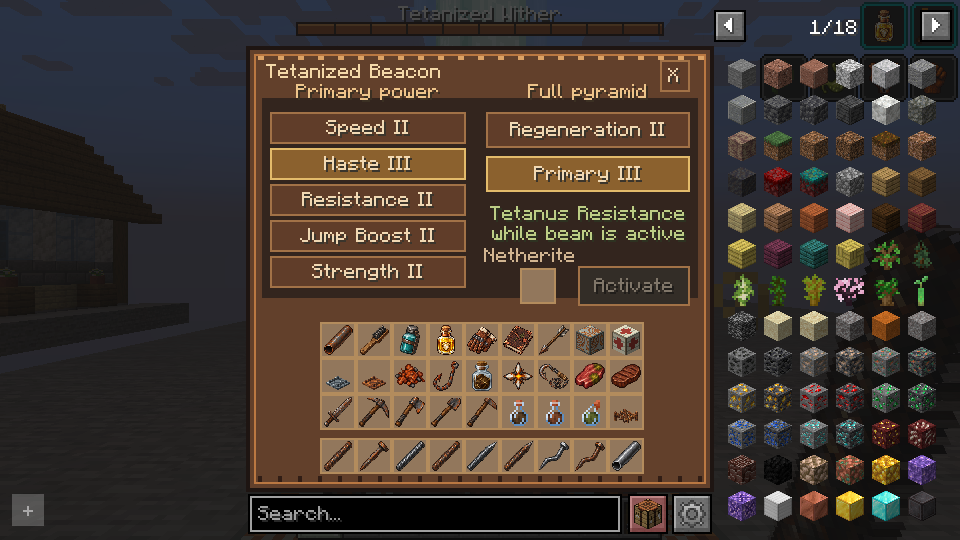 Tetanized Wither
1/18
Tetanized Beacon
X
Primary power
Full pyramid
Speed II
Regeneration II
Haste III
Primary III
Resistance II
Tetanus Resistance
while beam is active
Jump Boost II
Netherite
Strength II
Activate
+
Search...